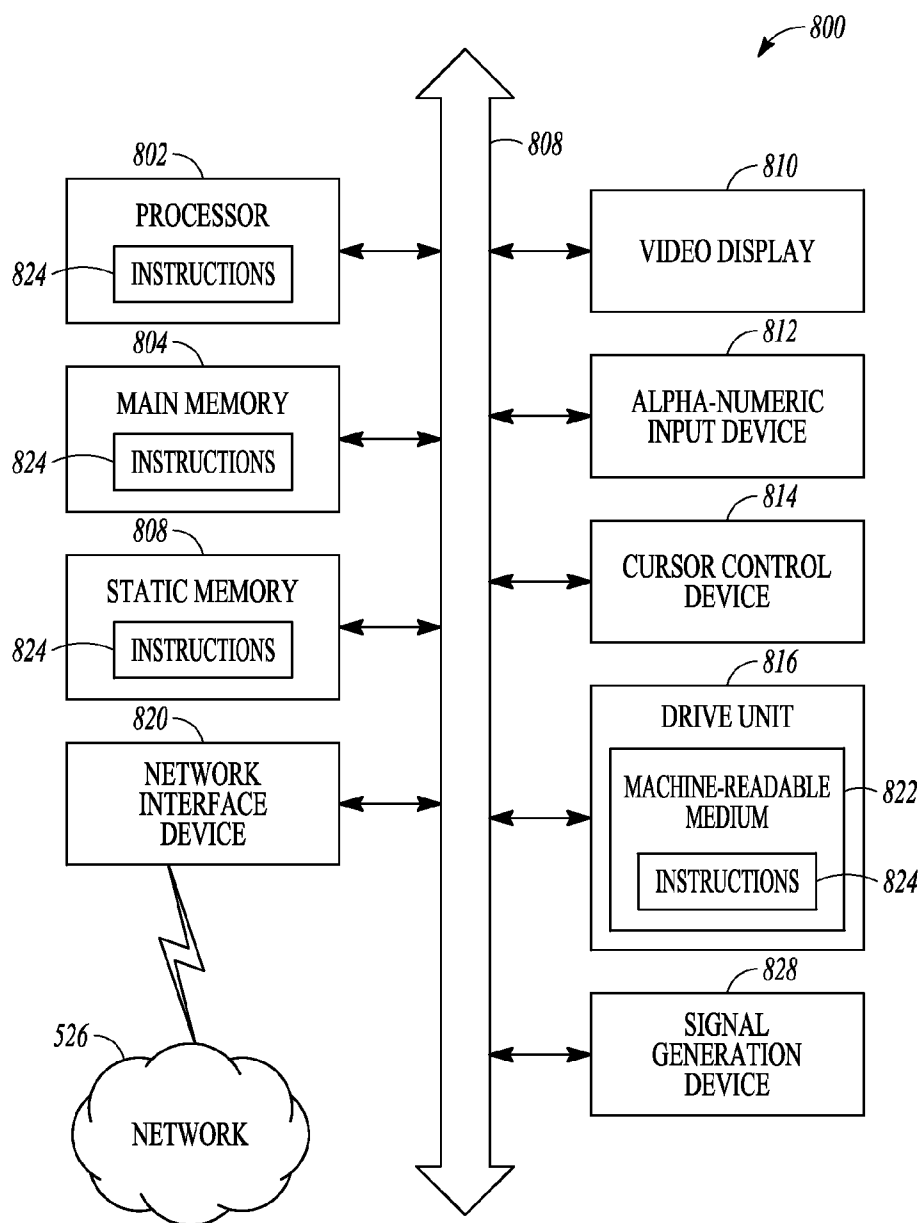 800
808
802
PROCESSOR
824
INSTRUCTIONS
804
MAIN MEMORY
824
INSTRUCTIONS
808
STATIC MEMORY
824
INSTRUCTIONS
820
NETWORK
INTERFACE
DEVICE
526
NETWORK
810
VIDEO DISPLAY
812
ALPHA-NUMERIC
INPUT DEVICE
814
CURSOR CONTROL
DEVICE
816
DRIVE UNIT
MACHINE-READABLE
MEDIUM
822
INSTRUCTIONS
824
828
SIGNAL
GENERATION
DEVICE